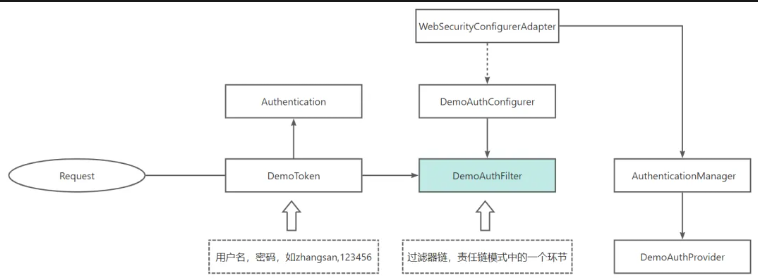 WebSecurityConfigurerAdapter
Authentication
DemoAuthConfigurer
Request
DemoToken
DemoAuthFilter
AuthenticationManager
用户名，密码，如zhangsan,123456
过滤器链，责任链模式中的一个环节
DemoAuthProvider